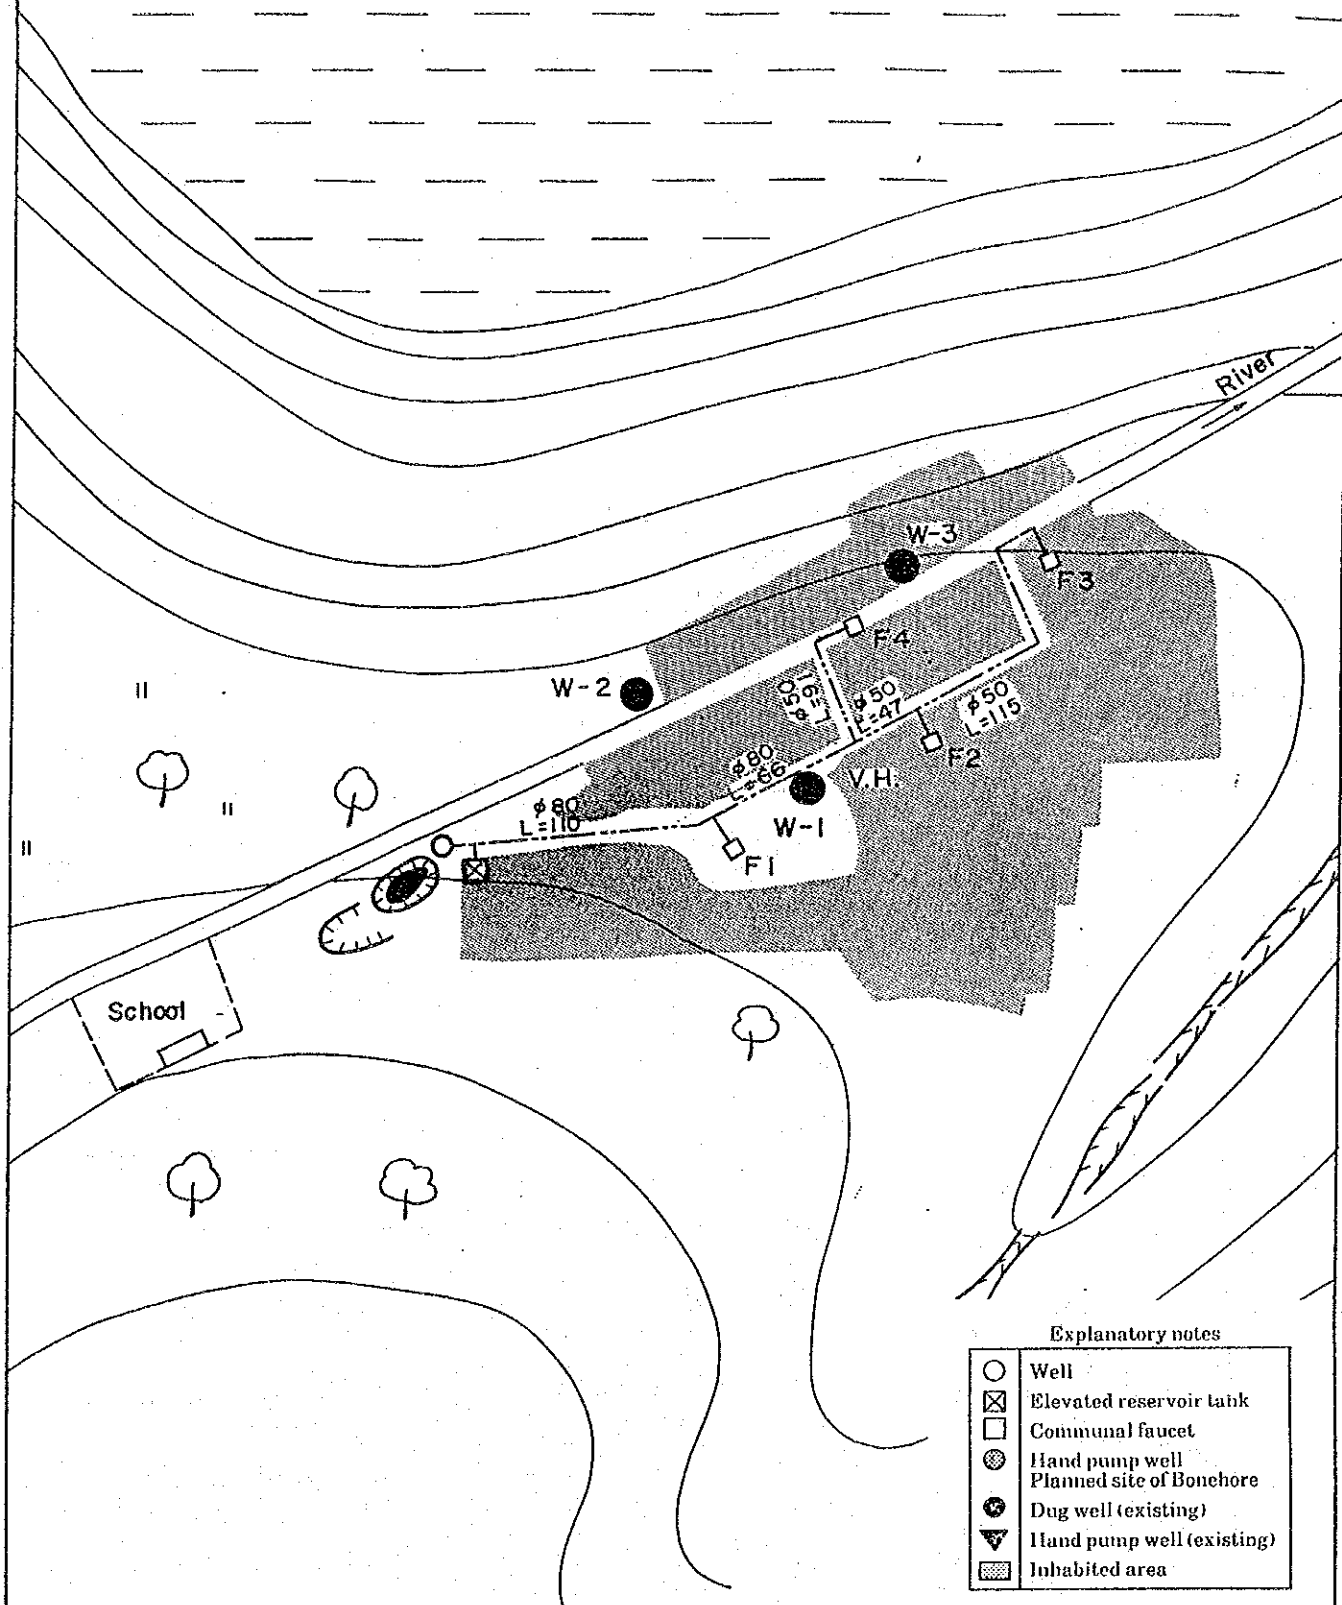 River
W-3
F3
F4
W-2
φ50
L=91
φ50
L=47
φ50
L=115
F2
φ80
L=66
V.H.
φ80
L=110
W-1
F1
School
Explanatory notes
Well
Elevated reservoir tank
Communal faucet
Hand pump well
Planned site of Bonehore
Dug well (existing)
Hand pump well (existing)
Inhabited area